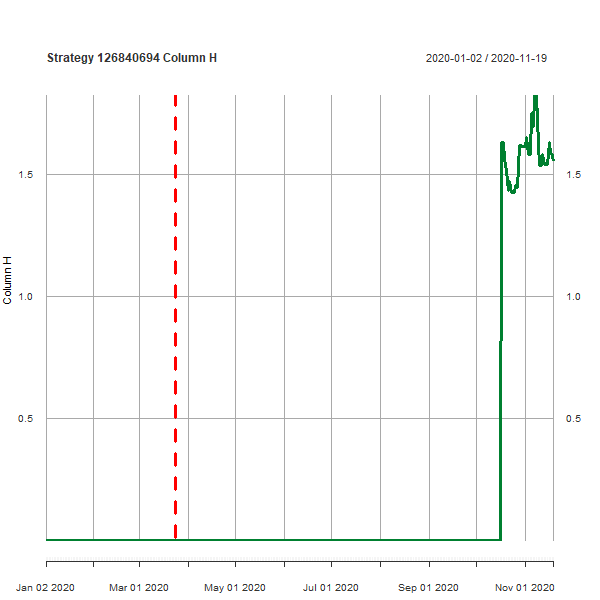 Strategy 126840694 Column H
2020-01-02 / 2020-11-19
Column H
1.5
1.5
1.0
1.0
0.5
0.5
Jan 02 2020
Mar 01 2020
May 01 2020
Jul 01 2020
Sep 01 2020
Nov 01 2020